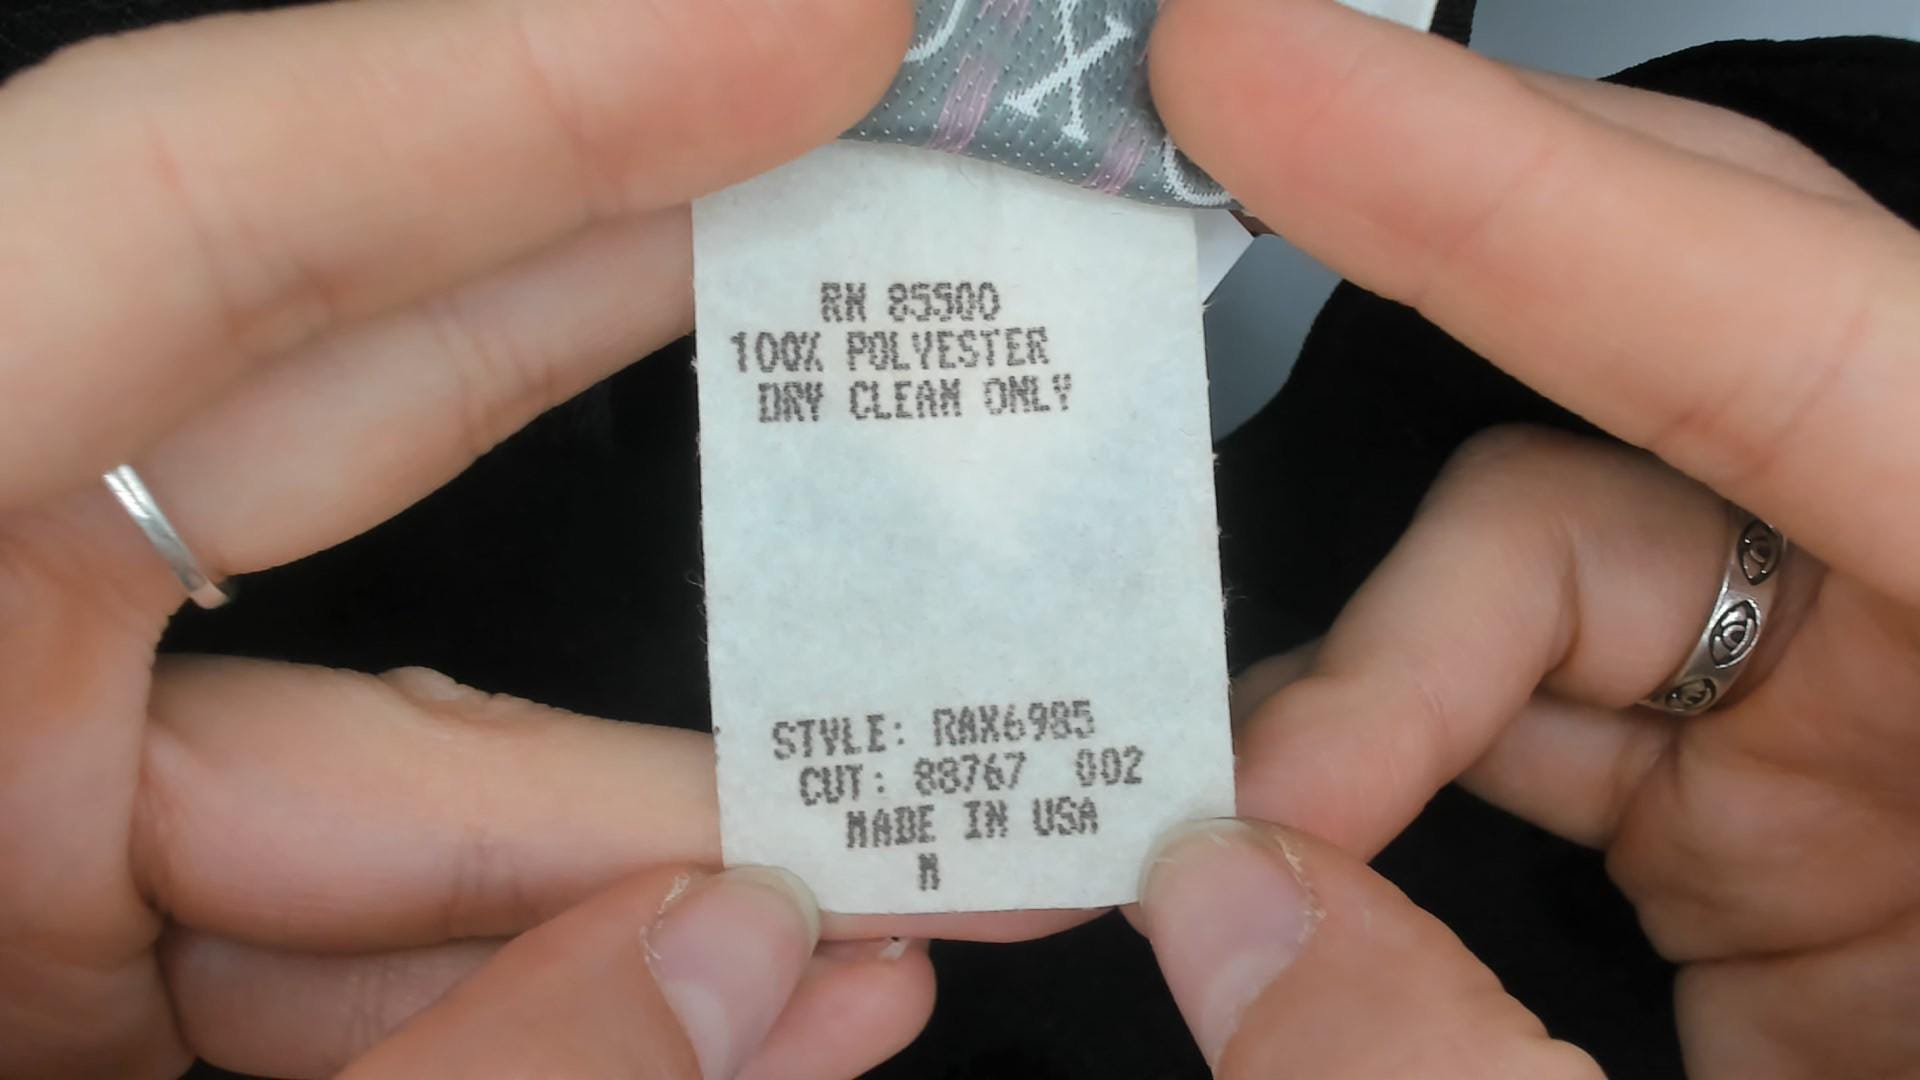 X
RN 85500
100% POLYESTER
DRY CLEAN ONLY
STYLE: RAX6985
CUT: 88767 002
MADE IN USA
M